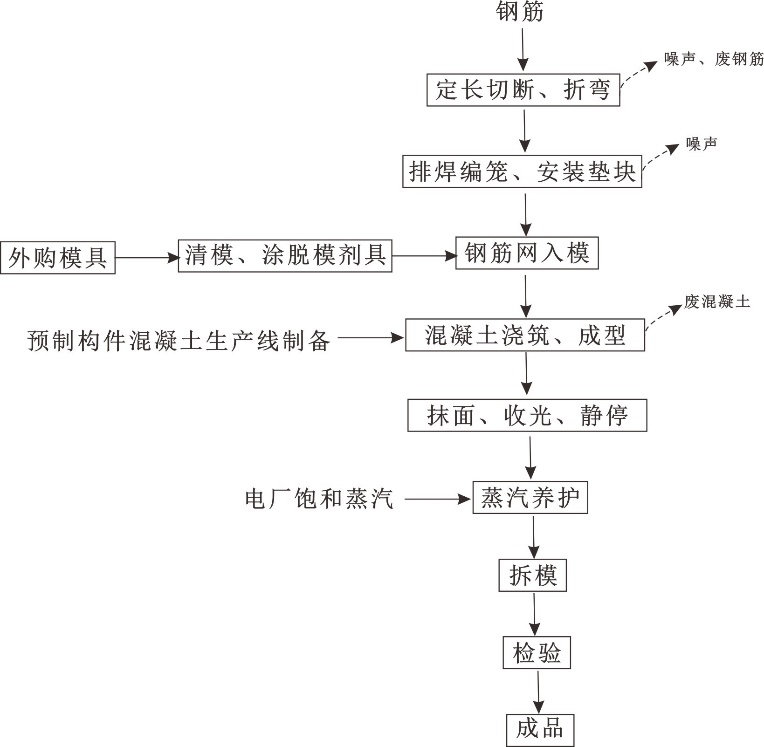 钢筋
噪声、废钢筋
定长切断、折弯
噪声
排焊编笼、安装垫块
外购模具
清模、涂脱模剂具
钢筋网入模
废混凝土
预制构件混凝土生产线制备
混凝土浇筑、成型
抹面、收光、静停
电厂饱和蒸汽
蒸汽养护
拆模
检验
成品